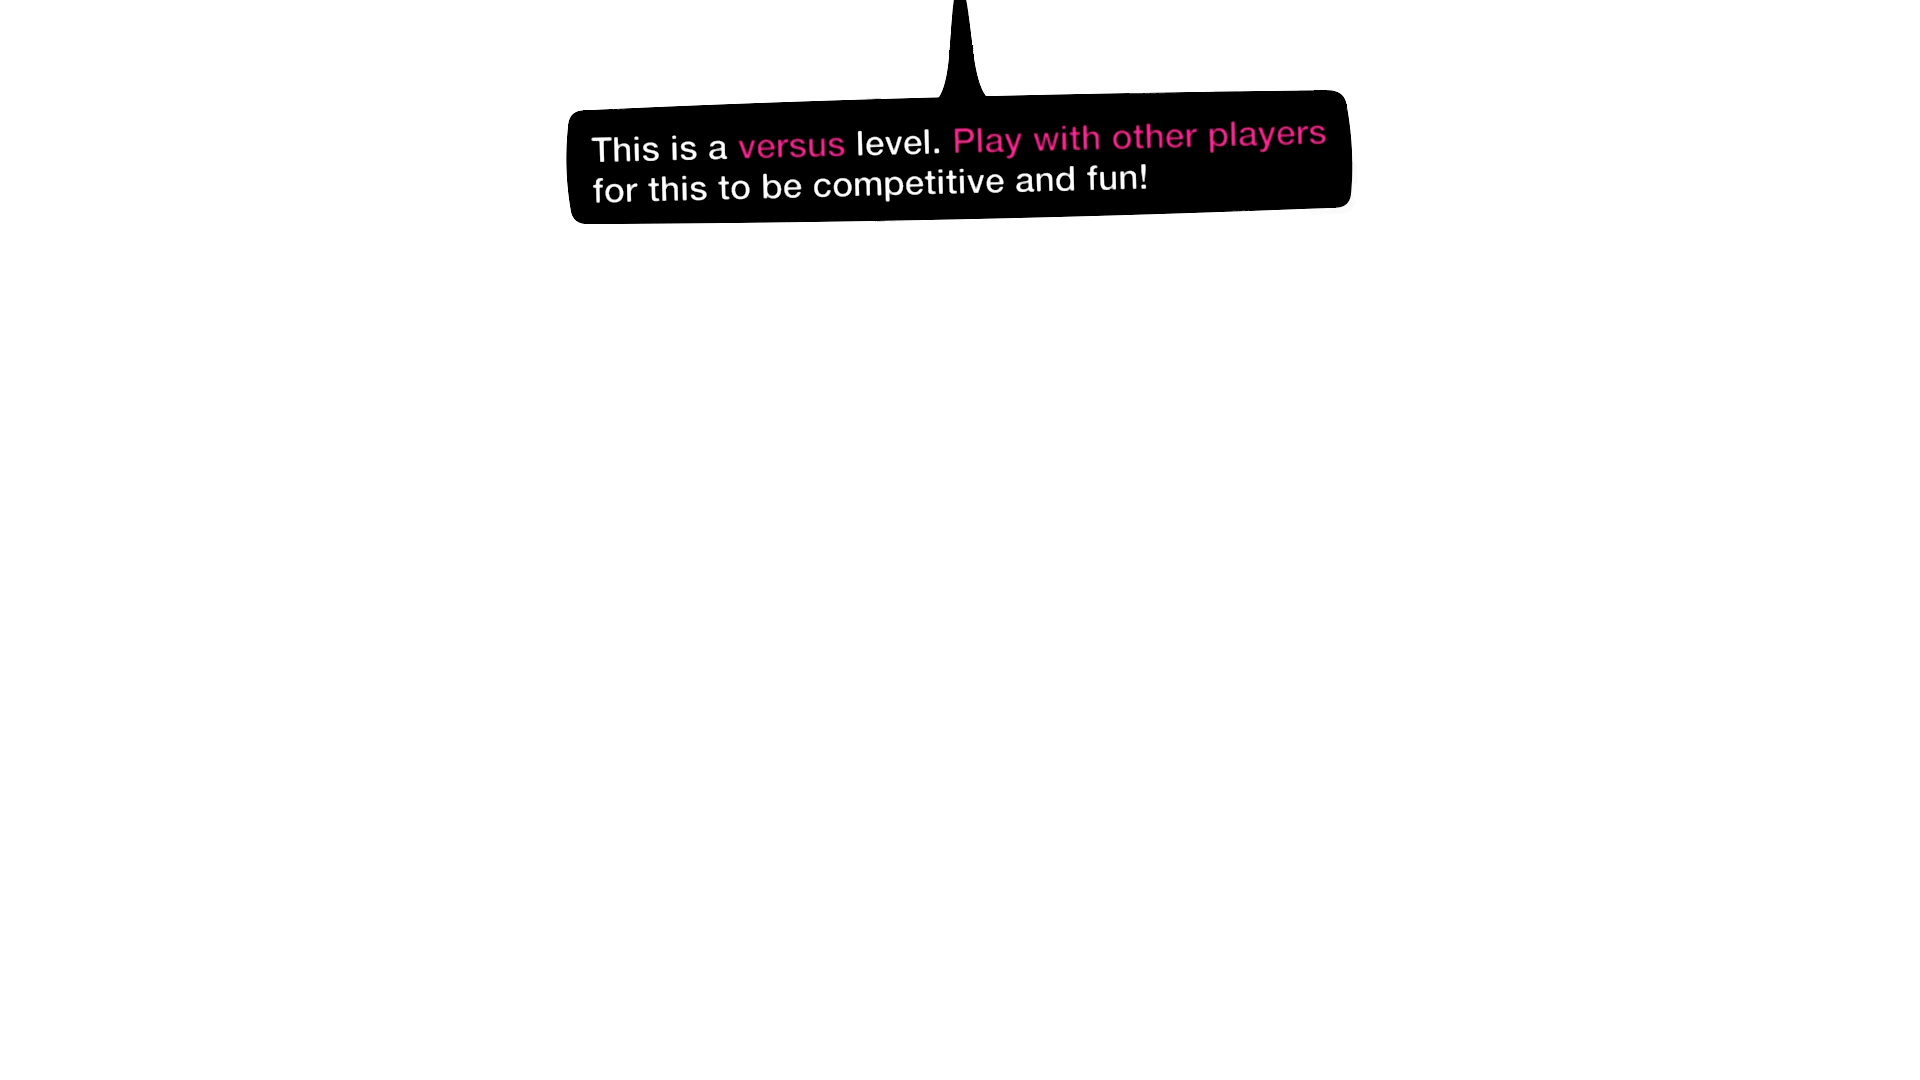 This is a versus level. Play with other players
for this to be competitive and fun!